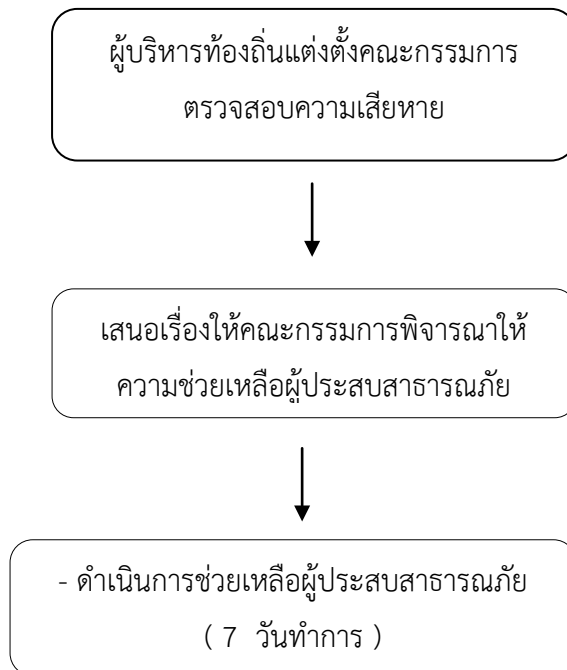 ผู้บริหารท้องถิ่นแต่งตั้งคณะกรรมการ
ตรวจสอบความเสียหาย
เสนอเรื่องให้คณะกรรมการพิจารณาให้
ความช่วยเหลือผู้ประสบสาธารณภัย
- ดำเนินการช่วยเหลือผู้ประสบสาธารณภัย
( 7 วันทำการ )